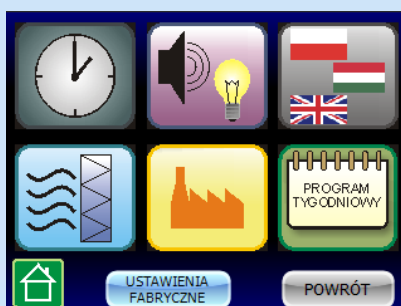 PROGRAM
TYGODNIOWY
USTAWIENIA
FABRYCZNE
POWRÓT